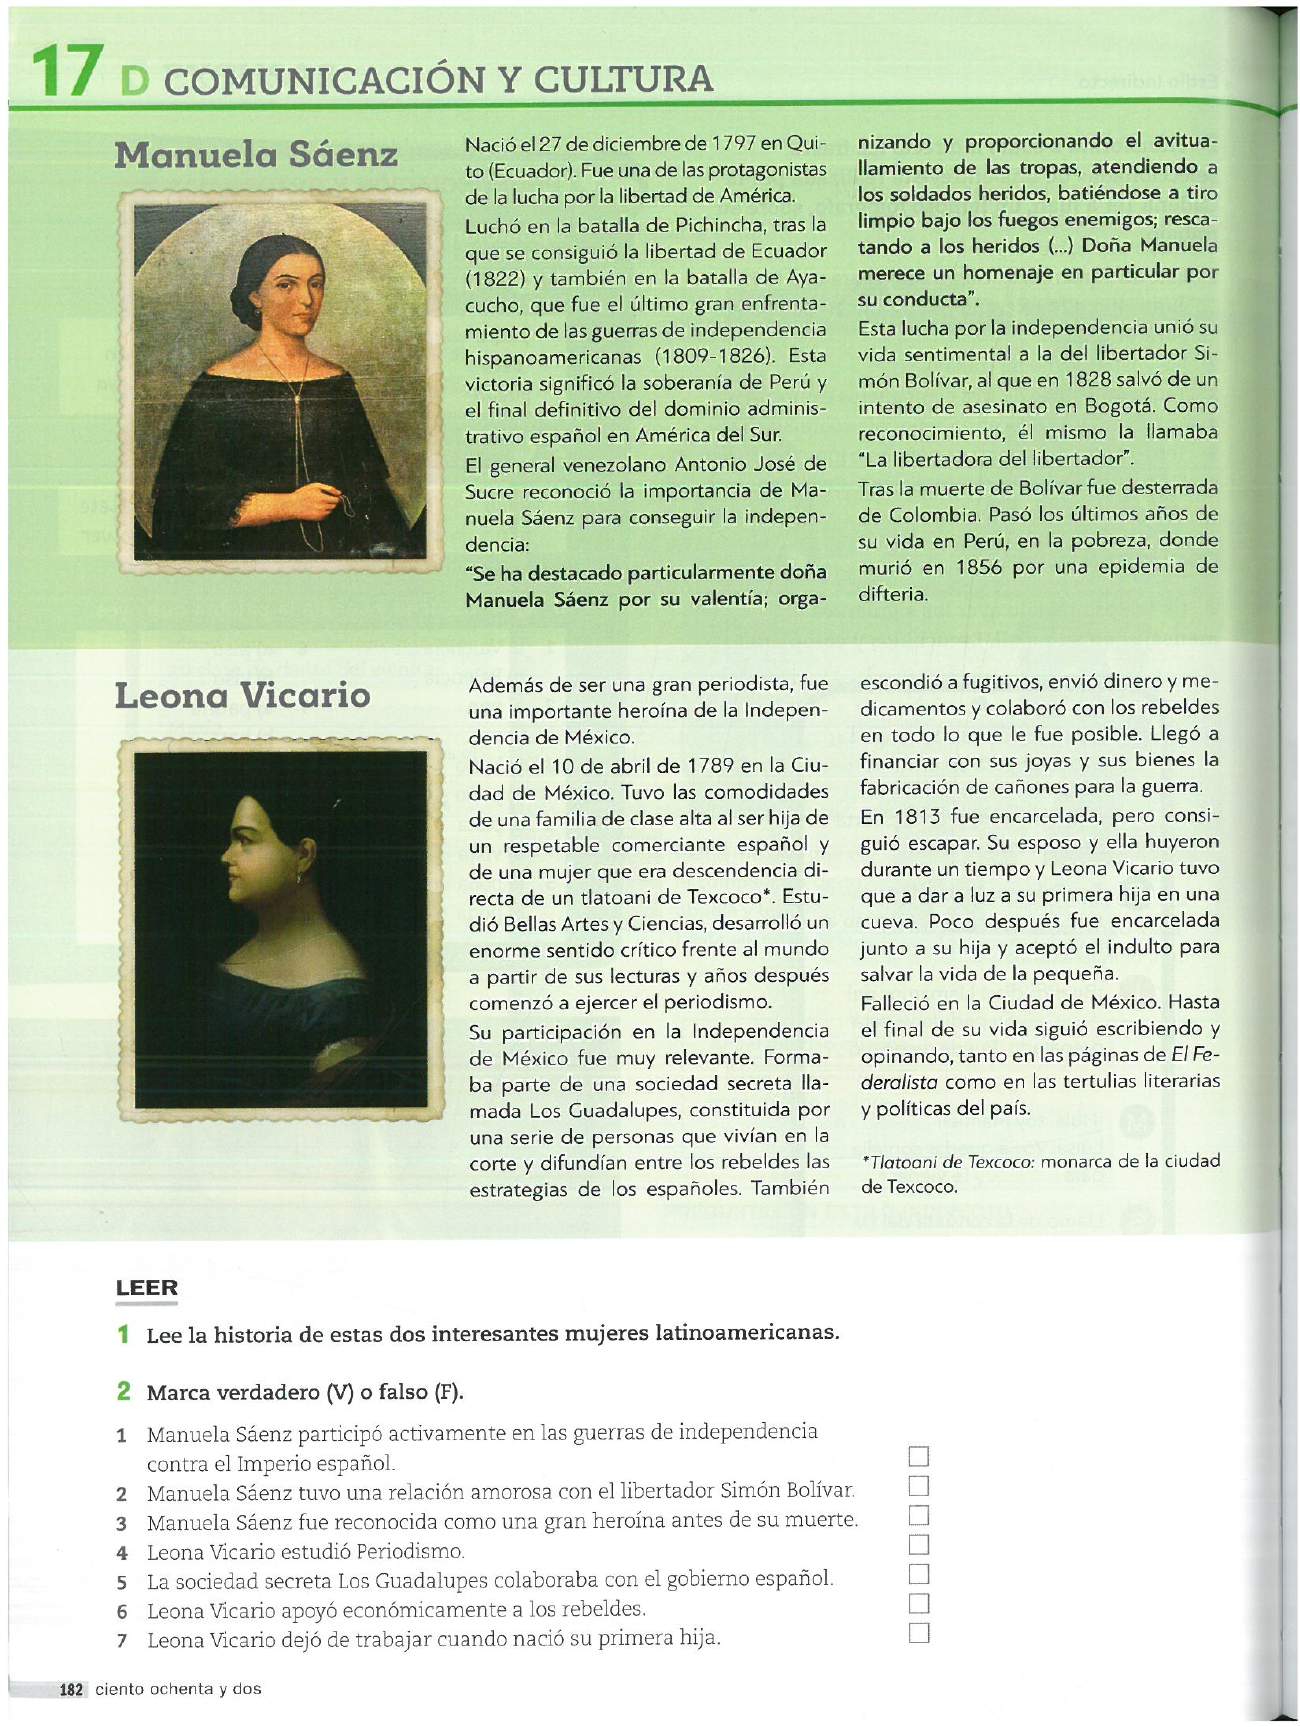 17 D COMUNICACIÓN Y CULTURA
Manuela Sáenz
Nació el 27 de diciembre de 1797 en Qui-
to (Ecuador). Fue una de las protagonistas
de la lucha por la libertad de América.
Luchó en la batalla de Pichincha, tras la
que se consiguió la libertad de Ecuador
(1822) y también en la batalla de Aya-
cucho, que fue el último gran enfrenta-
miento de las guerras de independencia
hispanoamericanas (1809-1826). Esta
victoria significó la soberanía de Perú y
el final definitivo del dominio adminis-
trativo español en América del Sur.
El general venezolano Antonio José de
Sucre reconoció la importancia de Ma-
nuela Sáenz para conseguir la indepen-
dencia:
“Se ha destacado particularmente doña
Manuela Sáenz por su valentía; orga-
nizando y proporcionando el avitua-
llamiento de las tropas, atendiendo a
los soldados heridos, batiéndose a tiro
limpio bajo los fuegos enemigos; resca-
tando a los heridos (...) Doña Manuela
merece un homenaje en particular por
su conducta”.
Esta lucha por la independencia unió su
vida sentimental a la del libertador Si-
món Bolívar, al que en 1828 salvó de un
intento de asesinato en Bogotá. Como
reconocimiento, él mismo la llamaba
“La libertadora del libertador”.
Tras la muerte de Bolívar fue desterrada
de Colombia. Pasó los últimos años de
su vida en Perú, en la pobreza, donde
murió en 1856 por una epidemia de
difteria.
Leona Vicario
Además de ser una gran periodista, fue
una importante heroína de la Indepen-
dencia de México.
Nació el 10 de abril de 1789 en la Ciu-
dad de México. Tuvo las comodidades
de una familia de clase alta al ser hija de
un respetable comerciante español y
de una mujer que era descendencia di-
recta de un tlatoani de Texcoco*. Estu-
dió Bellas Artes y Ciencias, desarrolló un
enorme sentido crítico frente al mundo
a partir de sus lecturas y años después
comenzó a ejercer el periodismo.
Su participación en la Independencia
de México fue muy relevante. Forma-
ba parte de una sociedad secreta lla-
mada Los Guadalupes, constituida por
una serie de personas que vivían en la
corte y difundían entre los rebeldes las
estrategias de los españoles. También
escondió a fugitivos, envió dinero y me-
dicamentos y colaboró con los rebeldes
en todo lo que le fue posible. Llegó a
financiar con sus joyas y sus bienes la
fabricación de cañones para la guerra.
En 1813 fue encarcelada, pero consi-
guió escapar. Su esposo y ella huyeron
durante un tiempo y Leona Vicario tuvo
que a dar a luz a su primera hija en una
cueva. Poco después fue encarcelada
junto a su hija y aceptó el indulto para
salvar la vida de la pequeña.
Falleció en la Ciudad de México. Hasta
el final de su vida siguió escribiendo y
opinando, tanto en las páginas de El Fe-
deralista como en las tertulias literarias
y políticas del país.
*Tlatoani de Texcoco: monarca de la ciudad
de Texcoco.
LEER
1 Lee la historia de estas dos interesantes mujeres latinoamericanas.
2 Marca verdadero (V) o falso (F).
1 Manuela Sáenz participó activamente en las guerras de independencia
contra el Imperio español.
2 Manuela Sáenz tuvo una relación amorosa con el libertador Simón Bolívar.
3 Manuela Sáenz fue reconocida como una gran heroína antes de su muerte.
4 Leona Vicario estudió Periodismo.
5 La sociedad secreta Los Guadalupes colaboraba con el gobierno español.
6 Leona Vicario apoyó económicamente a los rebeldes.
7 Leona Vicario dejó de trabajar cuando nació su primera hija.
182 ciento ochenta y dos